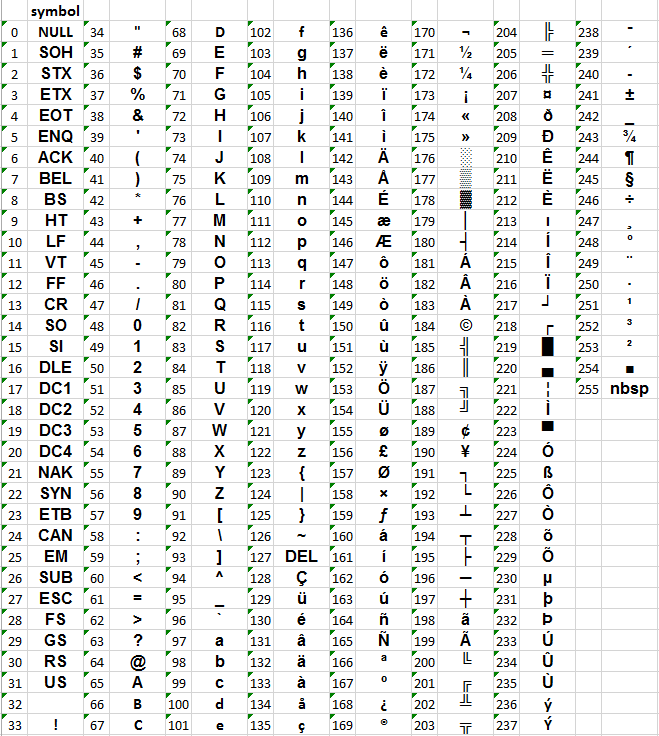 symbol
0 NULL 34 " 68 D 102 f 136 ê 170 ¬ 204 ╠ 238 ¯
1 SOH 35 # 69 E 103 g 137 ë 171 ½ 205 ═ 239 ´
2 STX 36 $ 70 F 104 h 138 è 172 ¼ 206 ╬ 240 -
3 ETX 37 % 71 G 105 i 139 ï 173 ¡ 207 ¤ 241 ±
4 EOT 38 & 72 H 106 j 140 î 174 « 208 ð 242 _
5 ENQ 39 ' 73 I 107 k 141 ì 175 » 209 Ð 243 ¾
6 ACK 40 ( 74 J 108 l 142 Ä 176 ░ 210 Ê 244 ¶
7 BEL 41 ) 75 K 109 m 143 Å 177 ▒ 211 Ë 245 §
8 BS 42 * 76 L 110 n 144 É 178 ▓ 212 È 246 ÷
9 HT 43 + 77 M 111 o 145 æ 179 │ 213 ı 247 ¸
10 LF 44 , 78 N 112 p 146 Æ 180 ┤ 214 Í 248 °
11 VT 45 - 79 O 113 q 147 ô 181 Á 215 Î 249 ¨
12 FF 46 . 80 P 114 r 148 ö 182 Â 216 Ï 250 ·
13 CR 47 / 81 Q 115 s 149 ò 183 À 217 ┘ 251 ¹
14 SO 48 0 82 R 116 t 150 û 184 © 218 ┌ 252 ³
15 SI 49 1 83 S 117 u 151 ù 185 ╣ 219 █ 253 ²
16 DLE 50 2 84 T 118 v 152 ÿ 186 ║ 220 ▄ 254 ■
17 DC1 51 3 85 U 119 w 153 Ö 187 ╗ 221 ¦ 255 nbsp
18 DC2 52 4 86 V 120 x 154 Ü 188 ╝ 222 Ì
19 DC3 53 5 87 W 121 y 155 ø 189 ¢ 223 ▀
20 DC4 54 6 88 X 122 z 156 £ 190 ¥ 224 Ó
21 NAK 55 7 89 Y 123 { 157 Ø 191 ┐ 225 ß
22 SYN 56 8 90 Z 124 | 158 × 192 └ 226 Ô
23 ETB 57 9 91 [ 125 } 159 ƒ 193 ┴ 227 Ò
24 CAN 58 : 92 \ 126 ~ 160 á 194 ┬ 228 õ
25 EM 59 ; 93 ] 127 DEL 161 í 195 ├ 229 Õ
26 SUB 60 < 94 ^ 128 Ç 162 ó 196 ─ 230 µ
27 ESC 61 = 95 _ 129 ü 163 ú 197 ┼ 231 þ
28 FS 62 > 96 ` 130 é 164 ñ 198 ã 232 Þ
29 GS 63 ? 97 a 131 â 165 Ñ 199 Ã 233 Ú
30 RS 64 @ 98 b 132 ä 166 ª 200 ╚ 234 Û
31 US 65 A 99 c 133 à 167 º 201 ╔ 235 Ù
32 66 B 100 d 134 å 168 ¿ 202 ╩ 236 ý
33 ! 67 C 101 e 135 ç 169 ® 203 ╦ 237 Ý